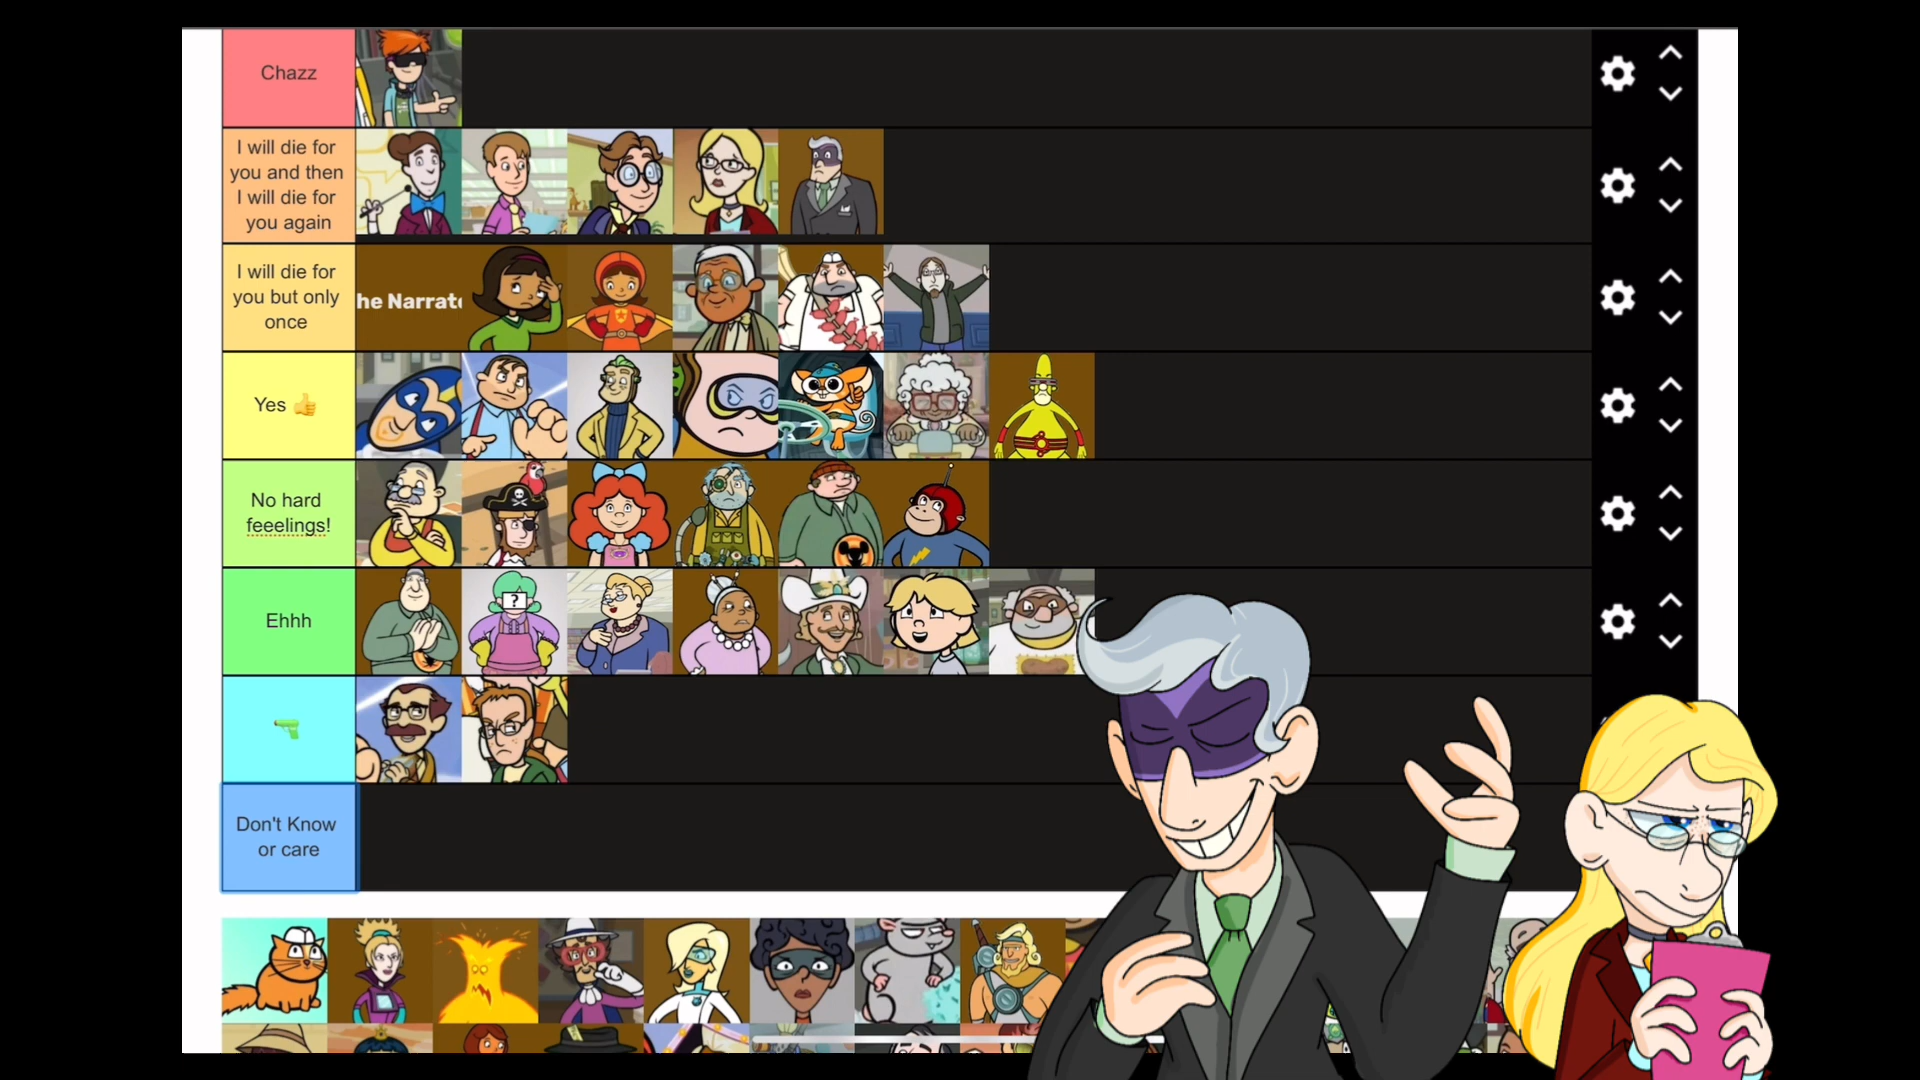 Chazz
I will die for
you and then
I will die for
you again
I will die for
you but only
once
he Narrat
Yes 👍
No hard
feeelings!
Ehhh
?
Don't Know
or care